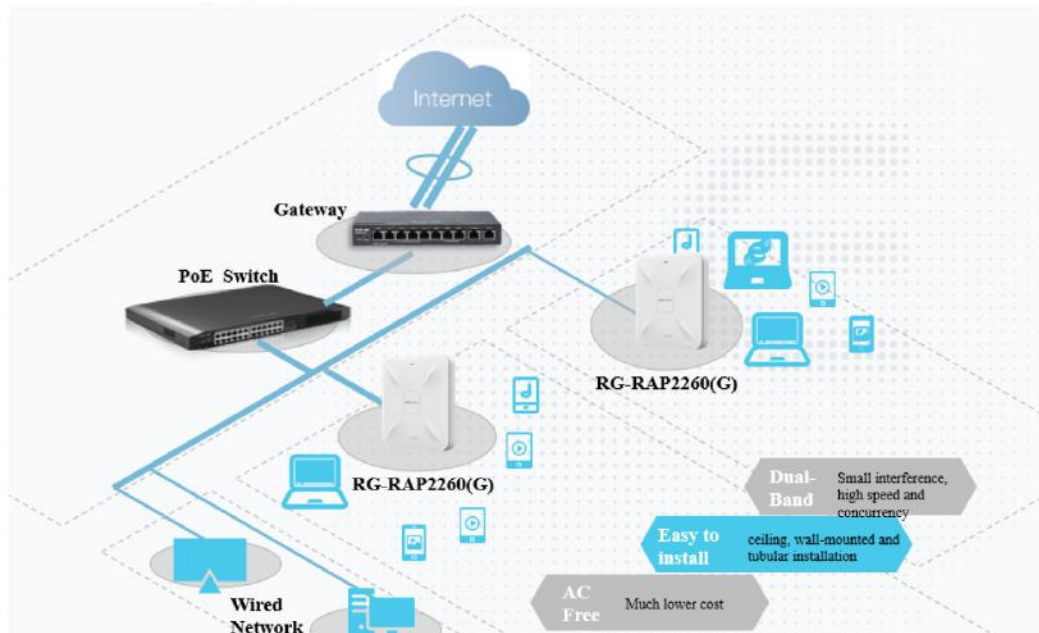 Internet
Gateway
PoE Switch
RG-RAP2260(G)
RG-RAP2260(G)
Dual-
Band
Small interference,
high speed and
concurrency
Easy to
install
ceiling, wall-mounted and
tubular installation
AC
Free
Much lower cost
Wired
Network